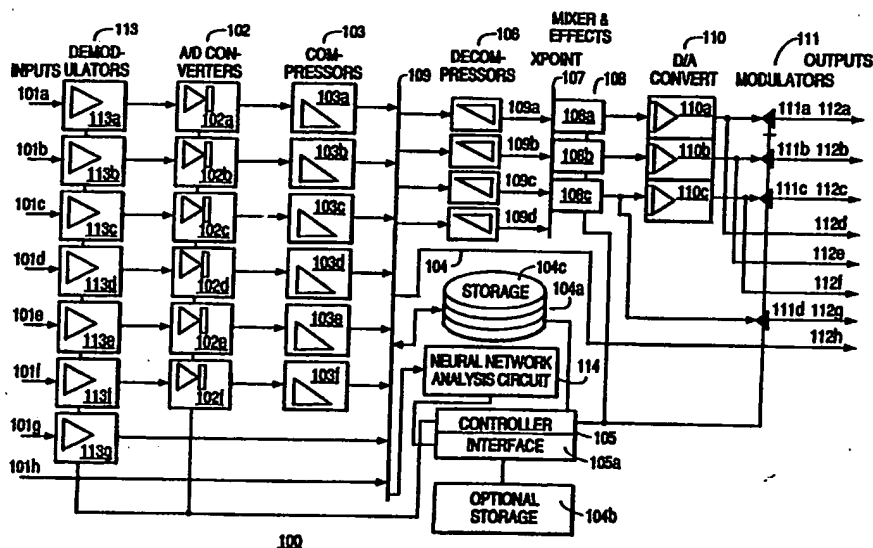 113
102
103
106
MIXER &
EFFECTS
110
111
INPUTS
DEMOD-
ULATORS
A/D CON-
VERTERS
COM-
PRESSORS
109
DECOM-
PRESSORS
XPOINT
107
108
D/A
CONVERT
MODULATORS
OUTPUTS
101a
113a
102a
103a
109a
108a
110a
111a 112a
101b
113b
102b
103b
109b
108b
110b
111b 112b
101c
113c
102c
103c
109c
108c
110c
111c 112c
109d
112d
112e
101d
113d
102d
103d
104
104c
STORAGE
104a
112f
111d 112g
112h
101e
113e
102e
103e
NEURAL NETWORK
ANALYSIS CIRCUIT
114
101f
113f
102f
103f
101g
113g
CONTROLLER
105
INTERFACE
105a
101h
OPTIONAL
STORAGE
104b
100